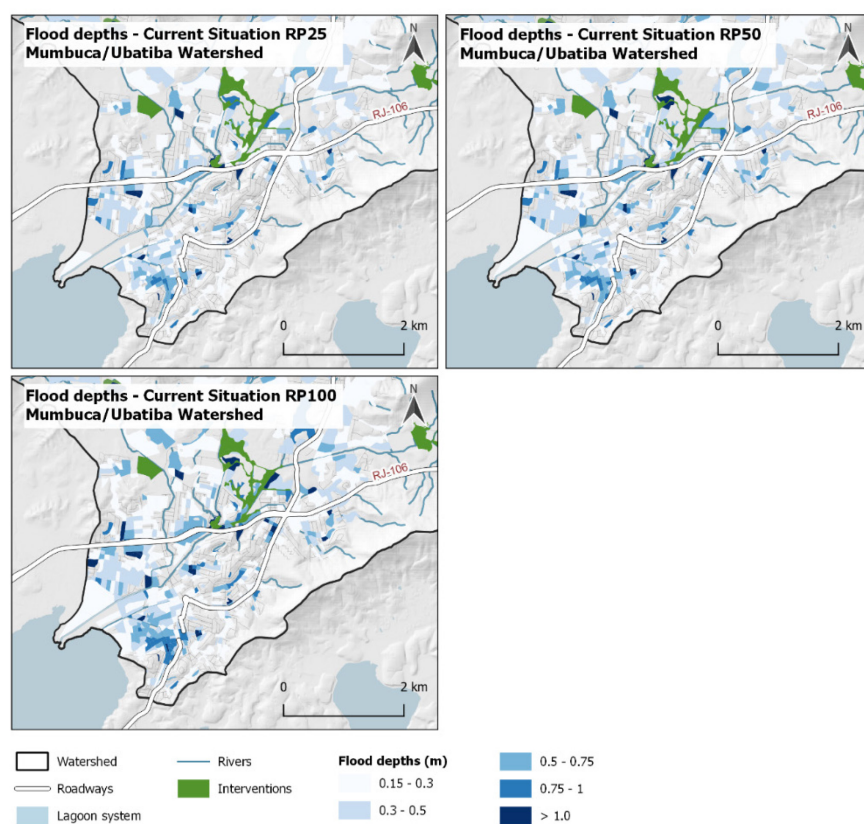 Flood depths - Current Situation RP25
Mumbuca/Ubatiba Watershed
N
RJ-106
0 2 km
Flood depths - Current Situation RP50
Mumbuca/Ubatiba Watershed
N
RJ-106
0 2 km
Flood depths - Current Situation RP100
Mumbuca/Ubatiba Watershed
N
RJ-106
0 2 km
Watershed
Roadways
Lagoon system
Rivers
Interventions
Flood depths (m)
0.15 - 0.3
0.3 - 0.5
0.5 - 0.75
0.75 - 1
> 1.0